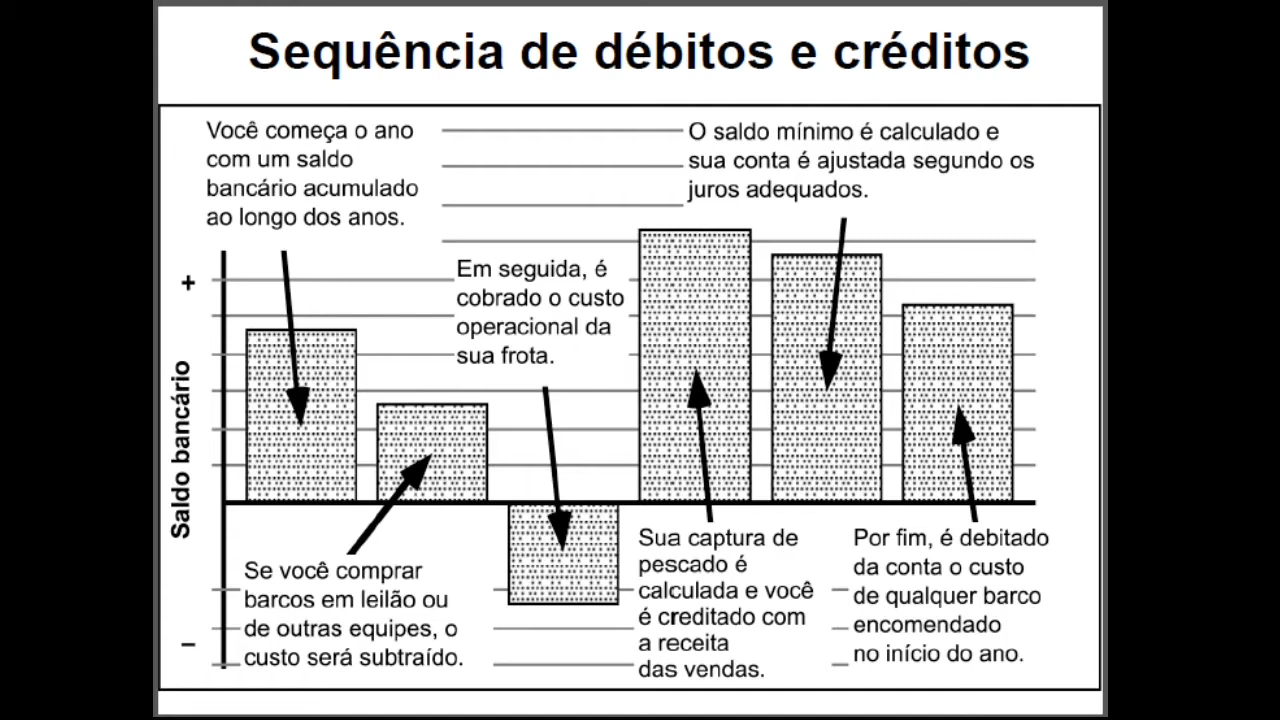 Sequência de débitos e créditos
Você começa o ano
com um saldo
bancário acumulado
ao longo dos anos.
O saldo mínimo é calculado e
sua conta é ajustada segundo os
juros adequados.
Em seguida, é
cobrado o custo
operacional da
sua frota.
+
Saldo bancário
–
Se você comprar
barcos em leilão ou
de outras equipes, o
custo será subtraído.
Sua captura de
pescado é
calculada e você
é creditado com
a receita
das vendas.
Por fim, é debitado
da conta o custo
de qualquer barco
encomendado
no início do ano.